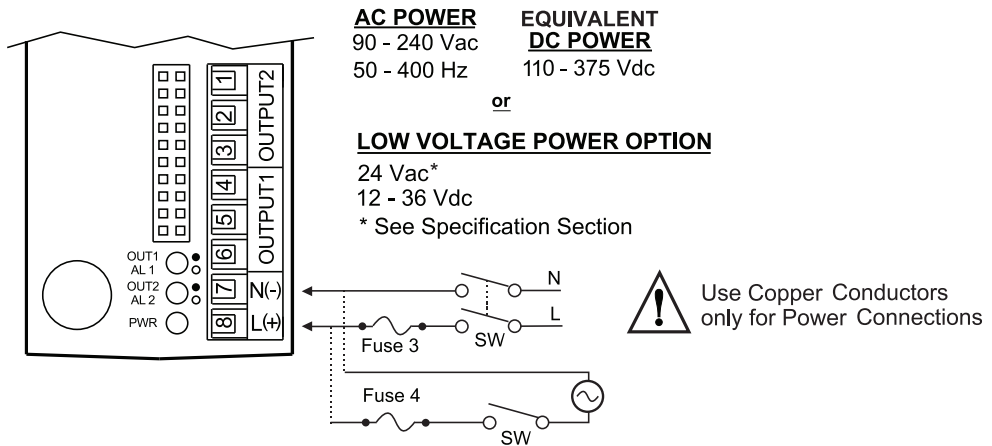 AC POWER
90 - 240 Vac
50 - 400 Hz
EQUIVALENT
DC POWER
110 - 375 Vdc
or
LOW VOLTAGE POWER OPTION
24 Vac*
12 - 36 Vdc
* See Specification Section
1
2
3
4
5
6
7
8
OUTPUT2
OUTPUT1
N(-)
L(+)
OUT1
AL 1
OUT2
AL 2
PWR
N
L
Fuse 3
SW
Fuse 4
SW
!
Use Copper Conductors
only for Power Connections